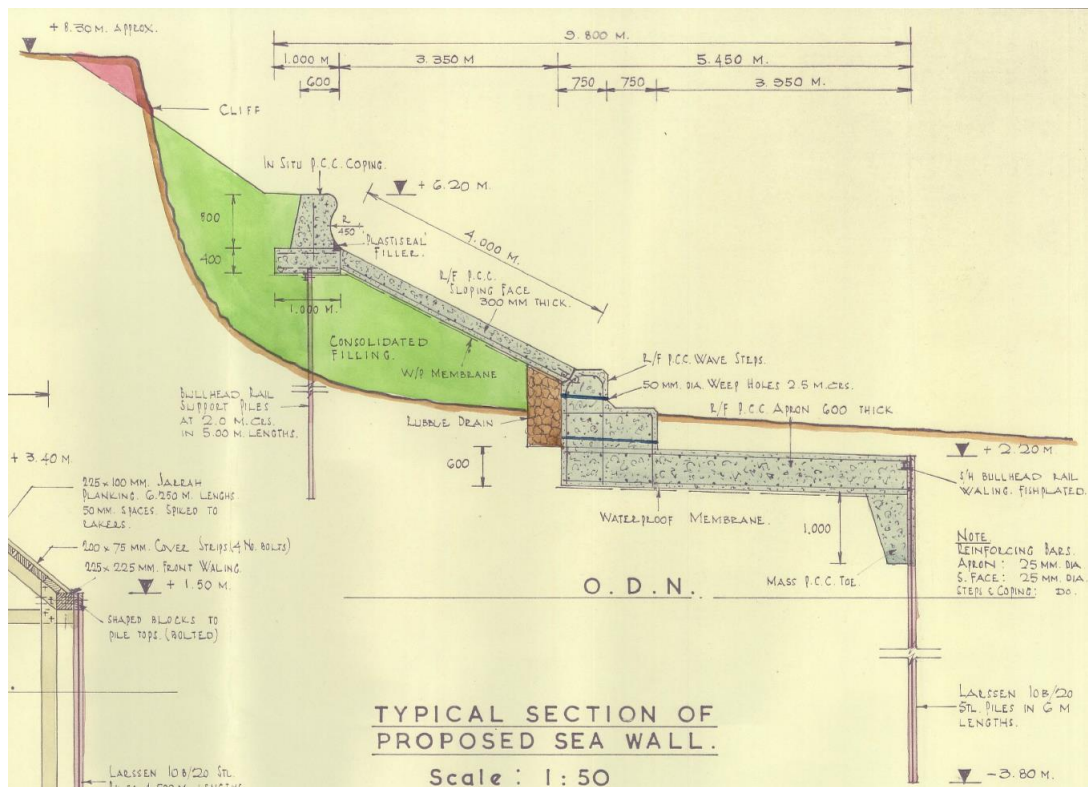 + 8.30 M. APPROX.
9.800 M.
1.000 M
3.350 M
5.450 M.
600
750
750
3.950 M.
CLIFF
IN SITU P.C.C. COPING.
+ 6.20 M.
800
400
R
450
'PLASTISEAL'
FILLER.
4.000 M.
R/F P.C.C.
SLOPING FACE
300 MM THICK.
1.000 M.
CONSOLIDATED
FILLING.
W/P MEMBRANE
R/F P.C.C. WAVE STEPS.
50 MM. DIA. WEEP HOLES 2.5 M.CRS.
R/F P.C.C. APRON 600 THICK
BULLHEAD RAIL
SUPPORT PILES
AT 2.0 M.CRS.
IN 5.00 M. LENGTHS.
RUBBLE DRAIN
+ 2.20 M
600
S'H BULLHEAD RAIL
WALING. FISHPLATED.
WATERPROOF MEMBRANE.
1.000
MASS P.C.C. TOE.
NOTE
REINFORCING BARS.
APRON: 25 MM. DIA
S. FACE: 25 MM. DIA.
STEPS & COPING: DO.
O.D.N.
+ 3.40 M.
225 x 100 MM. JARRAH
PLANKING. 6.250 M. LENGHS
50 MM. SPACES. SPIKED TO
RAKERS.
200 x 75 MM. COVER STRIPS (4 NO. BOLTS)
225 x 225 MM. FRONT WALING.
+ 1.50 M.
SHAPED BLOCKS TO
PILE TOPS. (BOLTED)
LARSSEN 10B/20
STL. PILES IN 6 M
LENGTHS.
- 3.80 M.
TYPICAL SECTION OF
PROPOSED SEA WALL.
Scale : 1:50
LARSSEN 10B/20 STL.